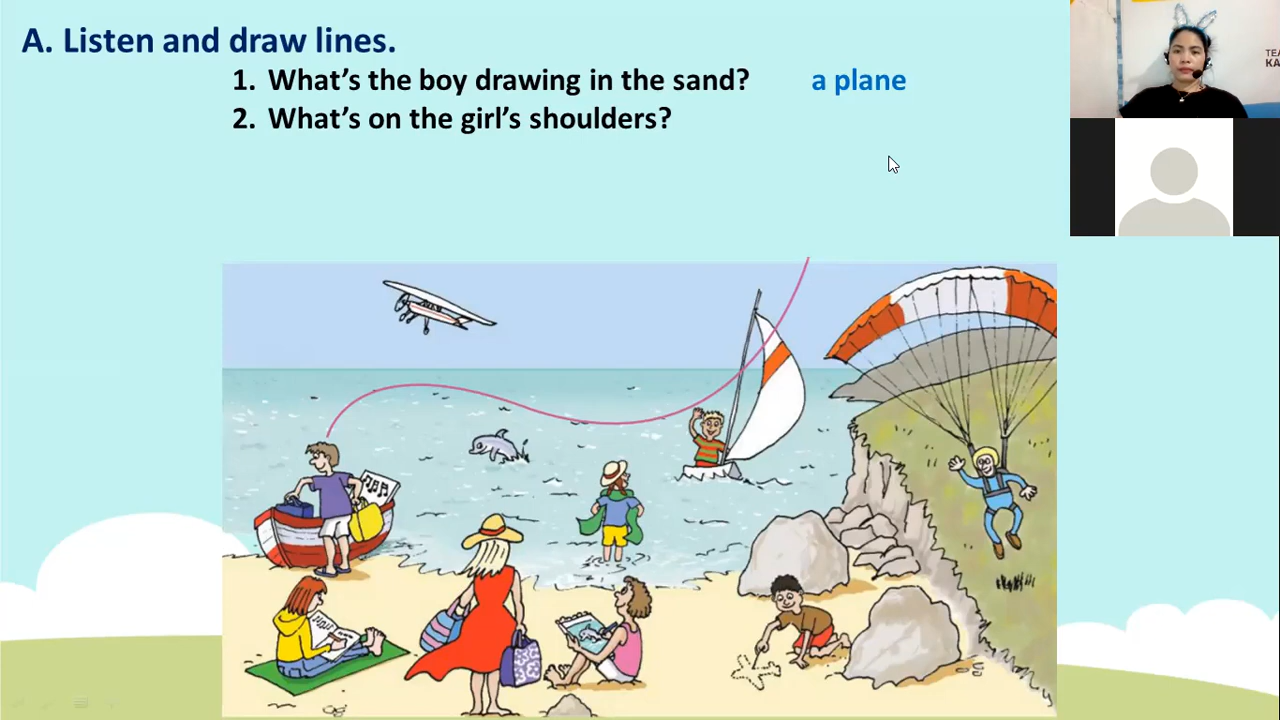 A. Listen and draw lines.
1. What's the boy drawing in the sand? a plane
2. What's on the girl's shoulders?